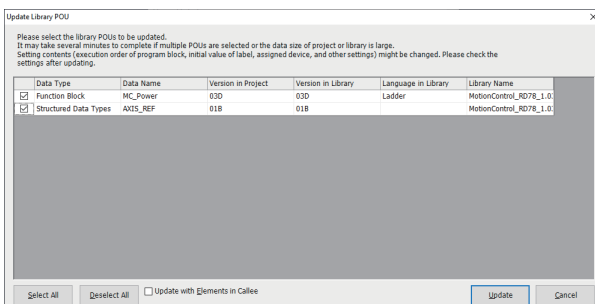 Update Library POU
Please select the library POUs to be updated.
It may take several minutes to complete if multiple POUs are selected or the data size of project or library is large.
Setting contents (execution order of program block, initial value of label, assigned device, and other settings) might be changed. Please check the
settings after updating.
Data Type Data Name Version in Project Version in Library Language in Library Library Name
Function Block MC_Power 03D 03D Ladder MotionControl_RD78_1.0
Structured Data Types AXIS_REF 01B 01B MotionControl_RD78_1.0
Select All Deselect All Update with Elements in Callee Update Cancel